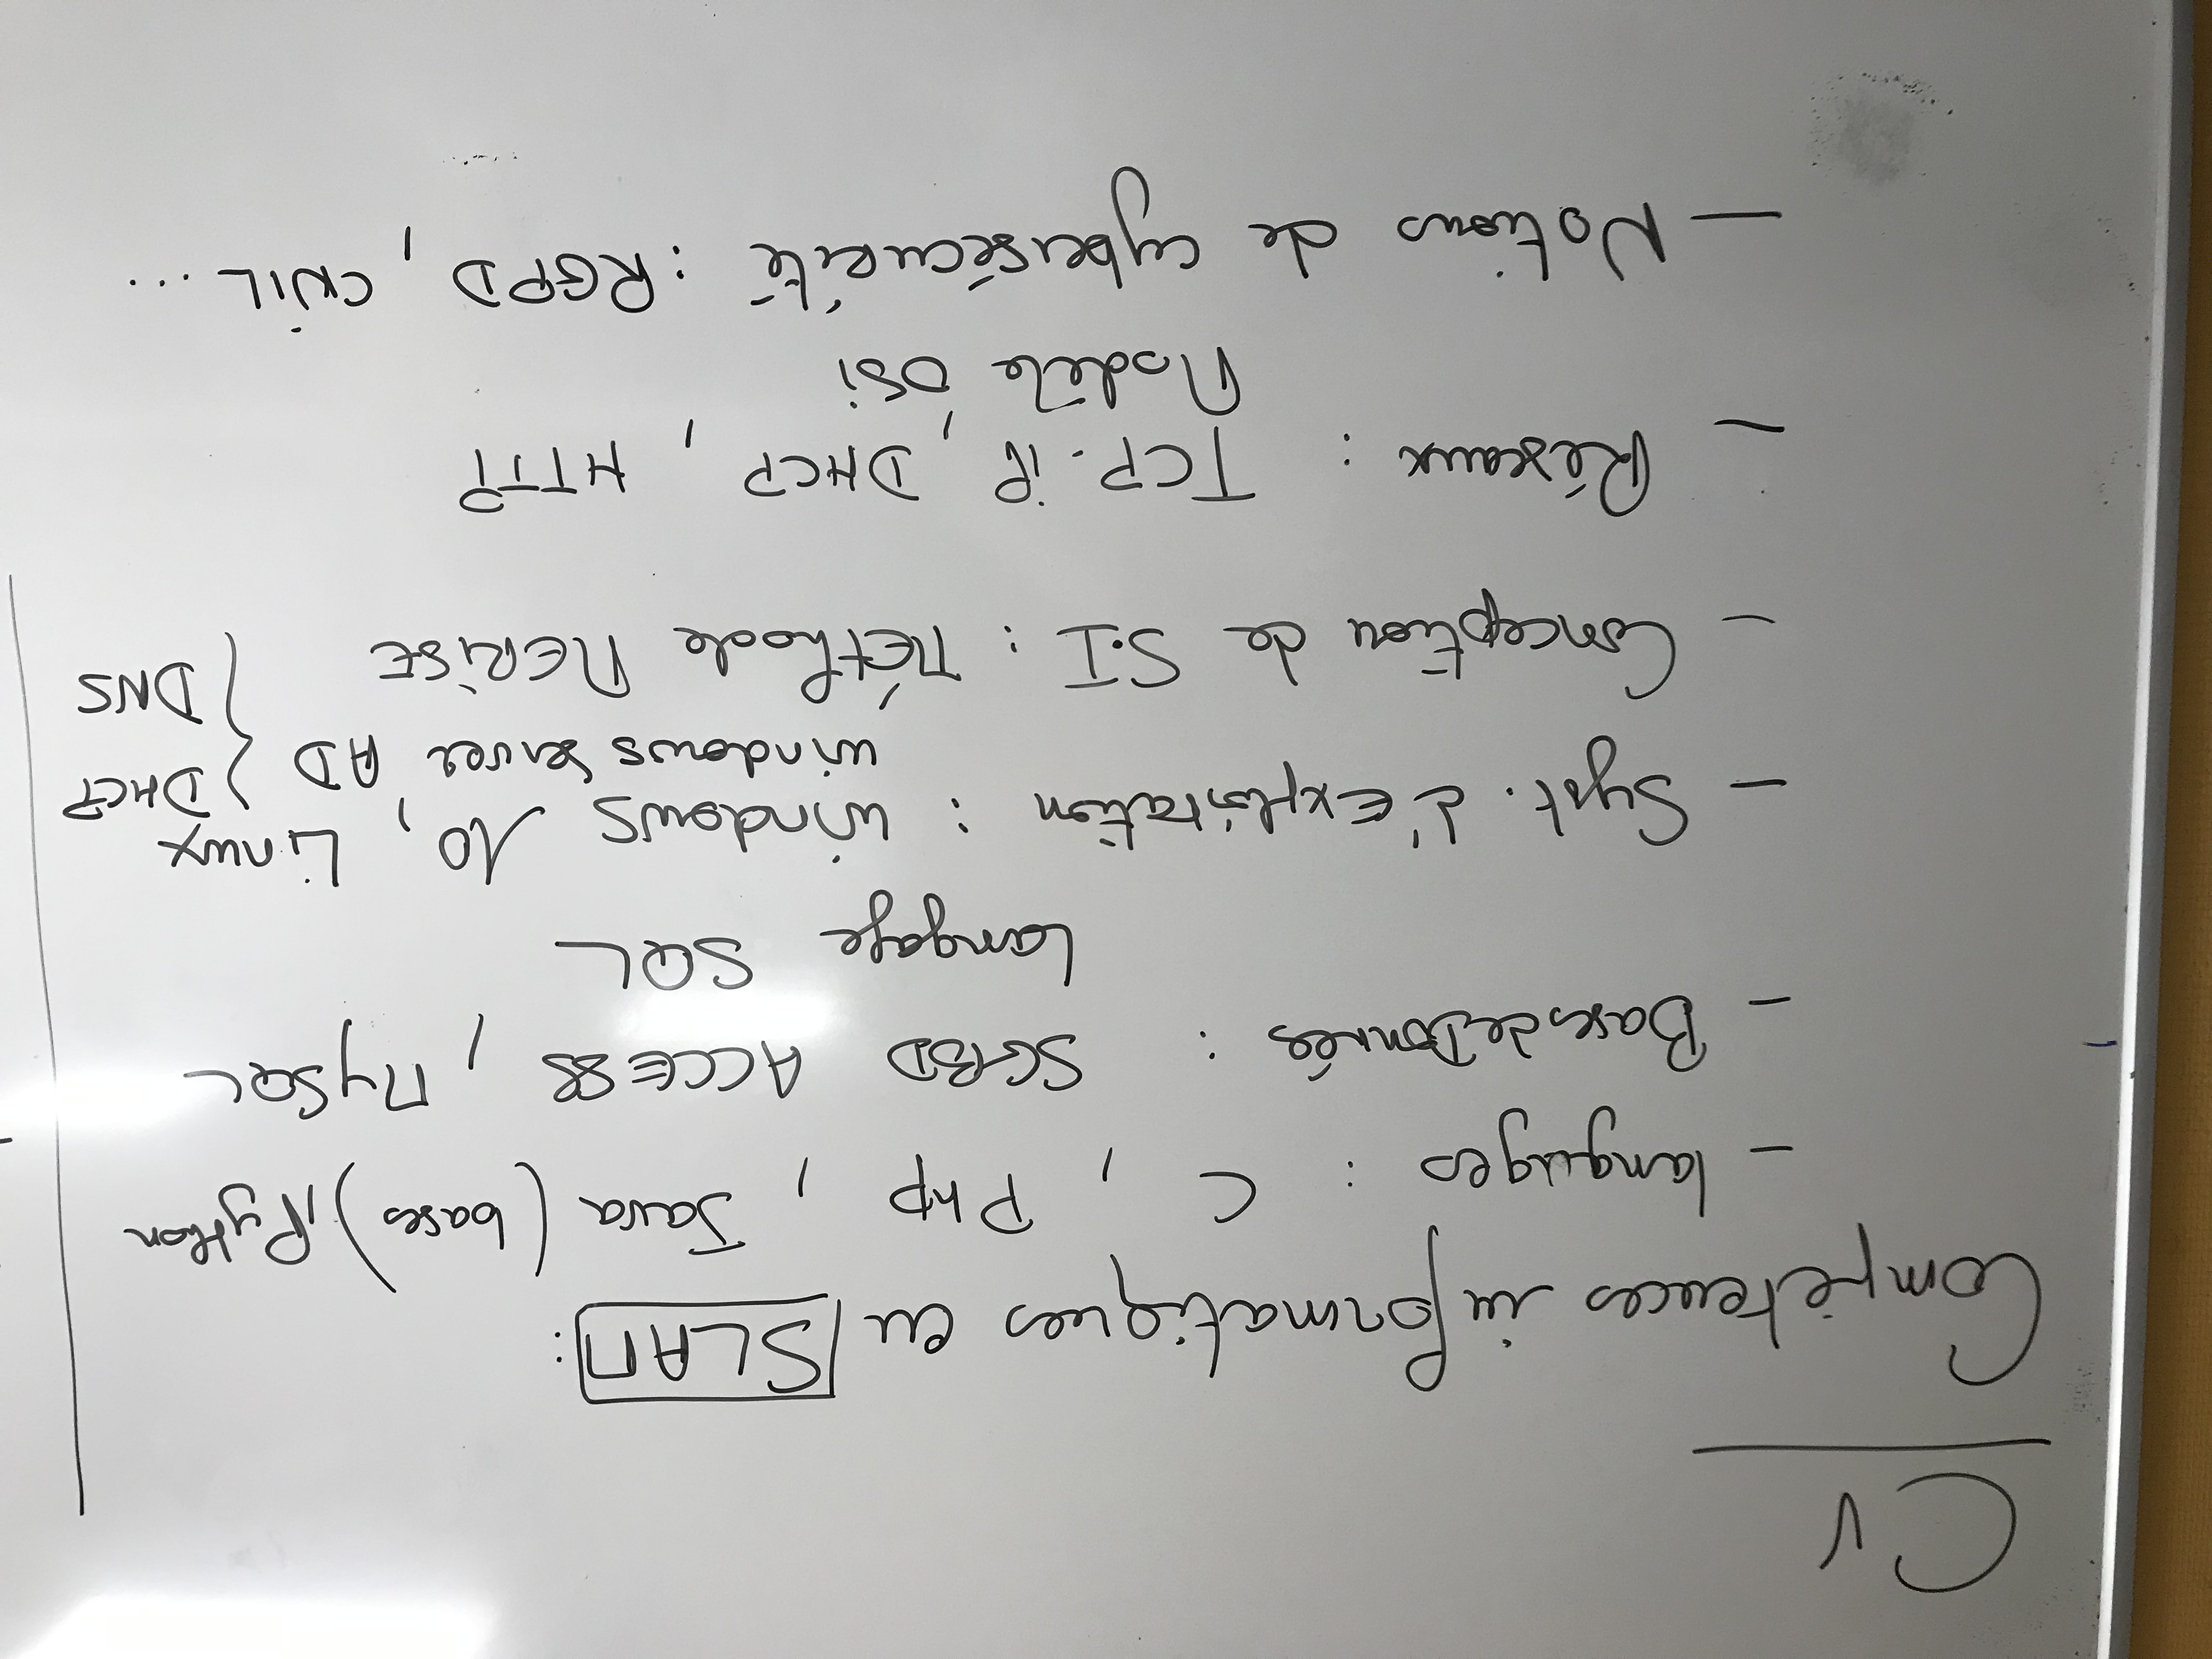 CV
Compétences informatiques en SLAM :
- languges : C , Php , Java (bases), Python
- Bases de Données : SGBD ACCESS , MySQL
Langage SQL
- Syst. d'Exploitation : windows 10, Linux
windows Server AD } DHCP
DNS
- Conception de S.I : MÉthode MERISE
- Réseaux : TCP-iP, DHCP , HTTP
Modèle OSi
- Notions de cybersécurité : RGPD , CNIL ...